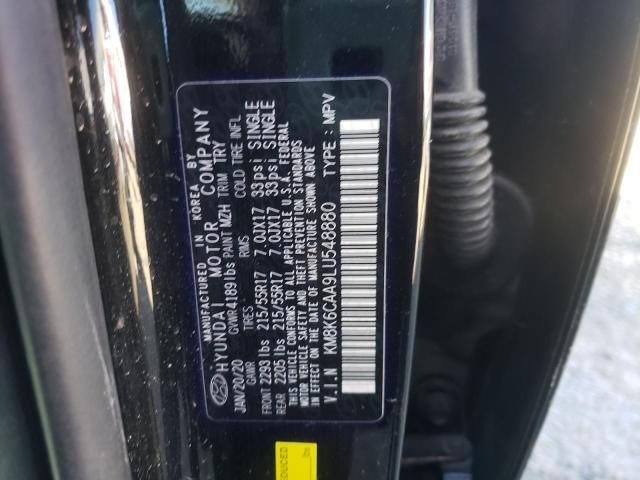 MANUFACTURED IN KOREA BY
HYUNDAI MOTOR COMPANY
JAN/20/20 GVWR 4189lbs PAINT MZH TRIM TRY
GAWR TIRES RIMS COLD TIRE INFL
FRONT 2293 lbs 215/55R17 7.0JX17 33psi SINGLE
REAR 2205 lbs 215/55R17 7.0JX17 33psi SINGLE
THIS VEHICLE CONFORMS TO ALL APPLICABLE U.S.A. FEDERAL
MOTOR VEHICLE SAFETY AND THEFT PREVENTION STANDARDS
IN EFFECT ON THE DATE OF MANUFACTURE SHOWN ABOVE
V.I.N KM8K6CAA9LU548880 TYPE : MPV
REDUCED
lbs